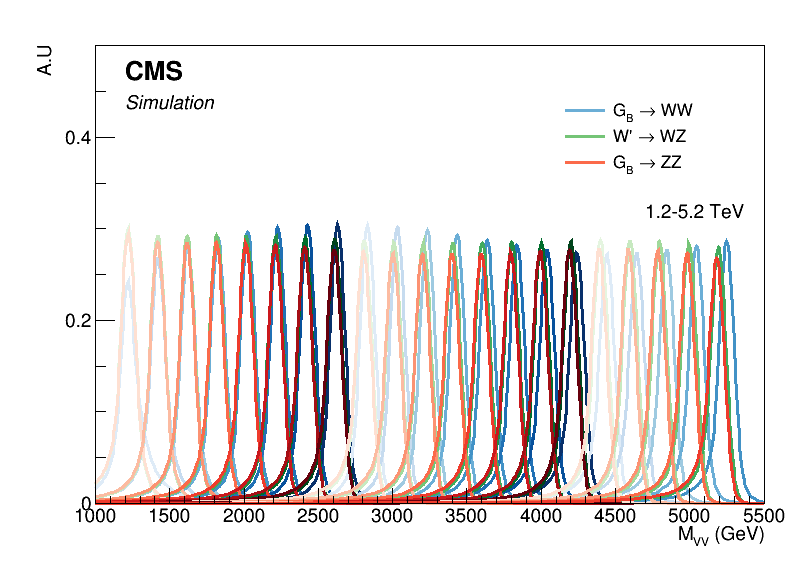 A.U
CMS
Simulation
G_B → WW
W' → WZ
G_B → ZZ
1.2-5.2 TeV
0.4
0.2
0
1000 1500 2000 2500 3000 3500 4000 4500 5000 5500
M_VV (GeV)